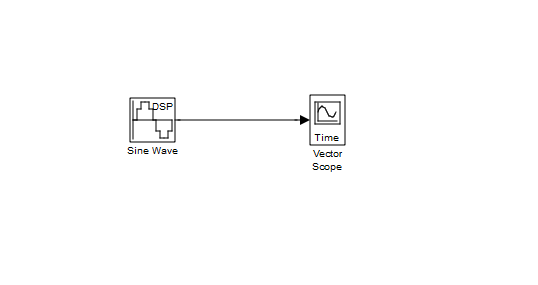 DSP
Sine Wave
Time
Vector
Scope